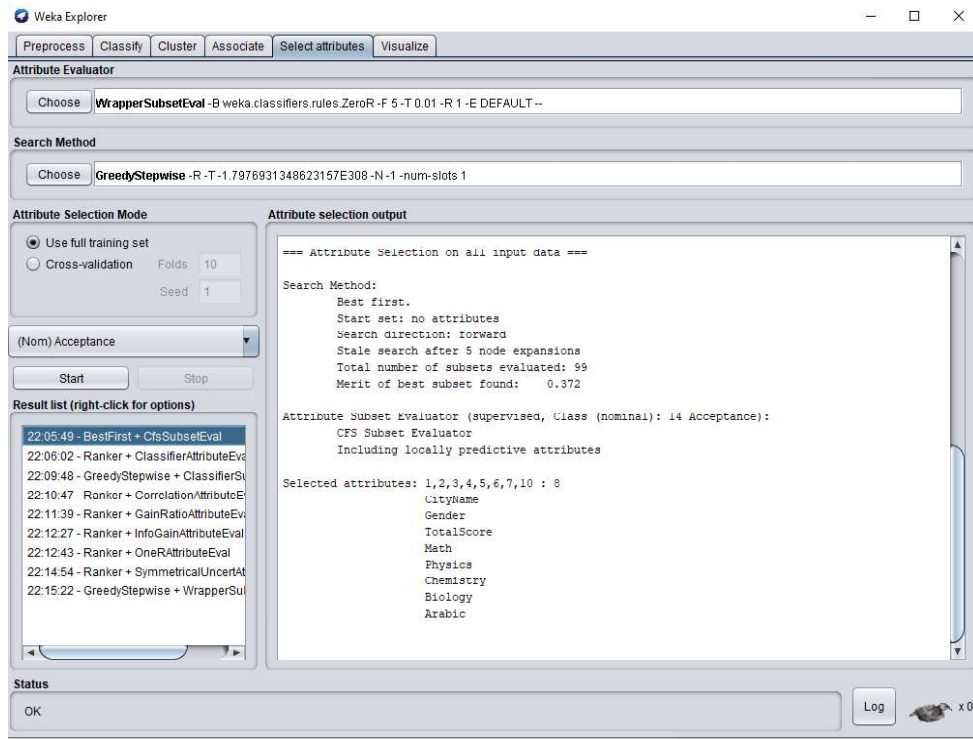 Weka Explorer
Preprocess Classify Cluster Associate Select attributes Visualize
Attribute Evaluator
Choose WrapperSubsetEval -B weka.classifiers.rules.ZeroR -F 5 -T 0.01 -R 1 -E DEFAULT --
Search Method
Choose GreedyStepwise -R -T -1.7976931348623157E308 -N -1 -num-slots 1
Attribute Selection Mode
Use full training set
Cross-validation Folds 10
Seed 1
(Nom) Acceptance
Start Stop
Result list (right-click for options)
22:05:49 - BestFirst + CfsSubsetEval
22:06:02 - Ranker + ClassifierAttributeEva
22:09:48 - GreedyStepwise + ClassifierSu
22:10:47 - Ranker + CorrelationAttributeE
22:11:39 - Ranker + GainRatioAttributeEva
22:12:27 - Ranker + InfoGainAttributeEval
22:12:43 - Ranker + OneRAttributeEval
22:14:54 - Ranker + SymmetricalUncertAt
22:15:22 - GreedyStepwise + WrapperSul
Attribute selection output
=== Attribute Selection on all input data ===
Search Method:
Best first.
Start set: no attributes
Search direction: forward
Stale search after 5 node expansions
Total number of subsets evaluated: 99
Merit of best subset found: 0.372
Attribute Subset Evaluator (supervised, Class (nominal): 14 Acceptance):
CFS Subset Evaluator
Including locally predictive attributes
Selected attributes: 1,2,3,4,5,6,7,10 : 8
CityName
Gender
TotalScore
Math
Physics
Chemistry
Biology
Arabic
Status
OK
Log
x 0